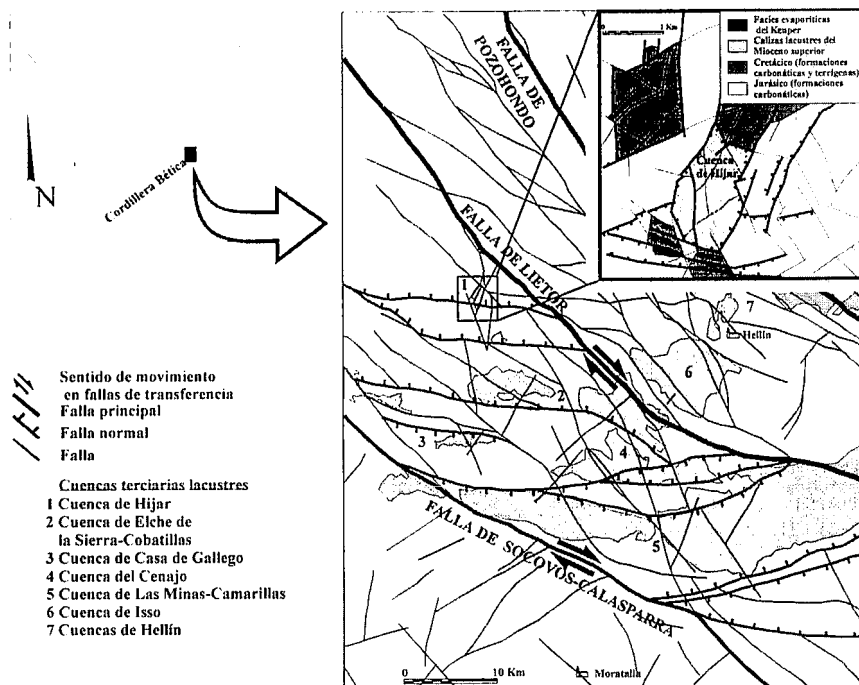 N
Cordillera Bética
Sentido de movimiento
en fallas de transferencia
Falla principal
Falla normal
Falla
Cuencas terciarias lacustres
1 Cuenca de Hijar
2 Cuenca de Elche de
la Sierra-Cobatillas
3 Cuenca de Casa de Gallego
4 Cuenca del Cenajo
5 Cuenca de Las Minas-Camarillas
6 Cuenca de Isso
7 Cuencas de Hellín
FALLA DE
POZOHONDO
FALLA DE LIETOR
FALLA DE SOCOVOS-CALASPARRA
1
2
3
4
5
6
7
Hellín
Moratalla
0 10 Km
0 1 Km
Facies evaporíticas
del Keuper
Calizas lacustres del
Mioceno superior
Cretácico (formaciones
carbonáticas y terrígenas)
Jurásico (formaciones
carbonáticas)
Cuenca
de Hijar